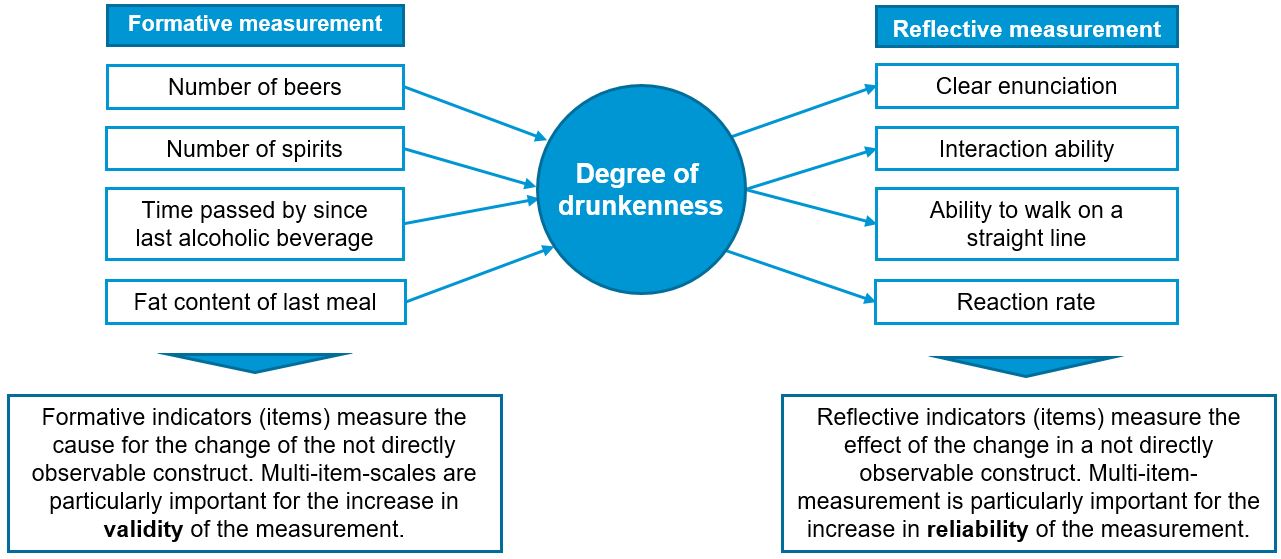 Formative measurement
Number of beers
Number of spirits
Time passed by since
last alcoholic beverage
Fat content of last meal
Degree of
drunkenness
Reflective measurement
Clear enunciation
Interaction ability
Ability to walk on a
straight line
Reaction rate
Formative indicators (items) measure the
cause for the change of the not directly
observable construct. Multi-item-scales are
particularly important for the increase in
validity of the measurement.
Reflective indicators (items) measure the
effect of the change in a not directly
observable construct. Multi-item-
measurement is particularly important for the
increase in reliability of the measurement.